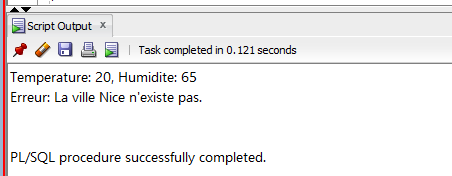 Script Output x
Task completed in 0.121 seconds
Temperature: 20, Humidite: 65
Erreur: La ville Nice n'existe pas.
PL/SQL procedure successfully completed.